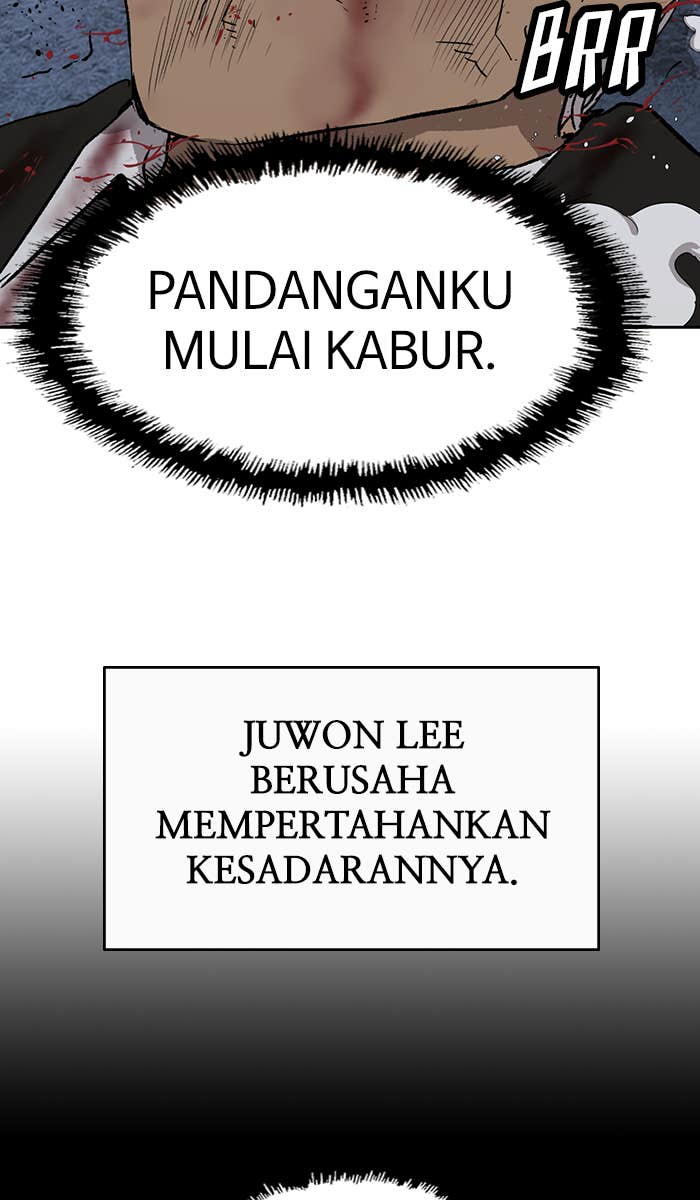 BRR
PANDANGANKU
MULAI KABUR.
JUWON LEE
BERUSAHA
MEMPERTAHANKAN
KESADARANNYA.